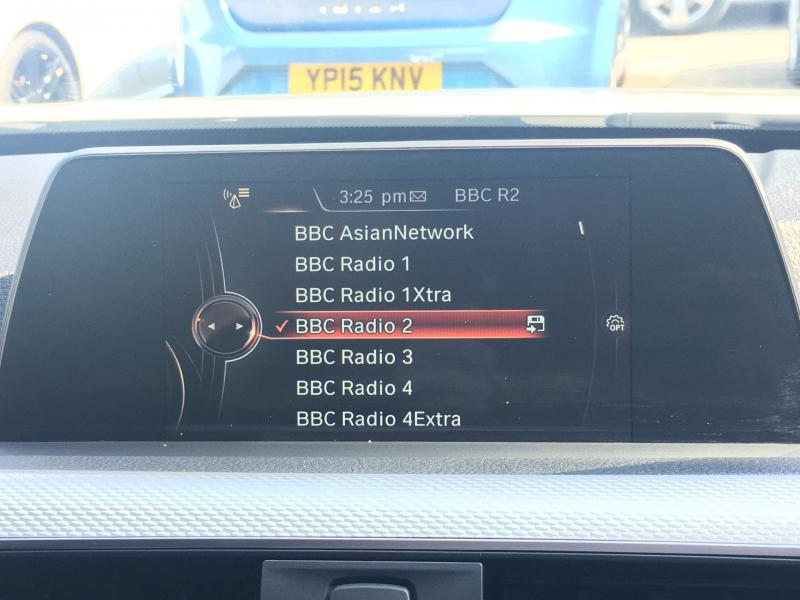 YP15 KNV
3:25 pm BBC R2
BBC AsianNetwork
BBC Radio 1
BBC Radio 1Xtra
BBC Radio 2
OPT
BBC Radio 3
BBC Radio 4
BBC Radio 4Extra